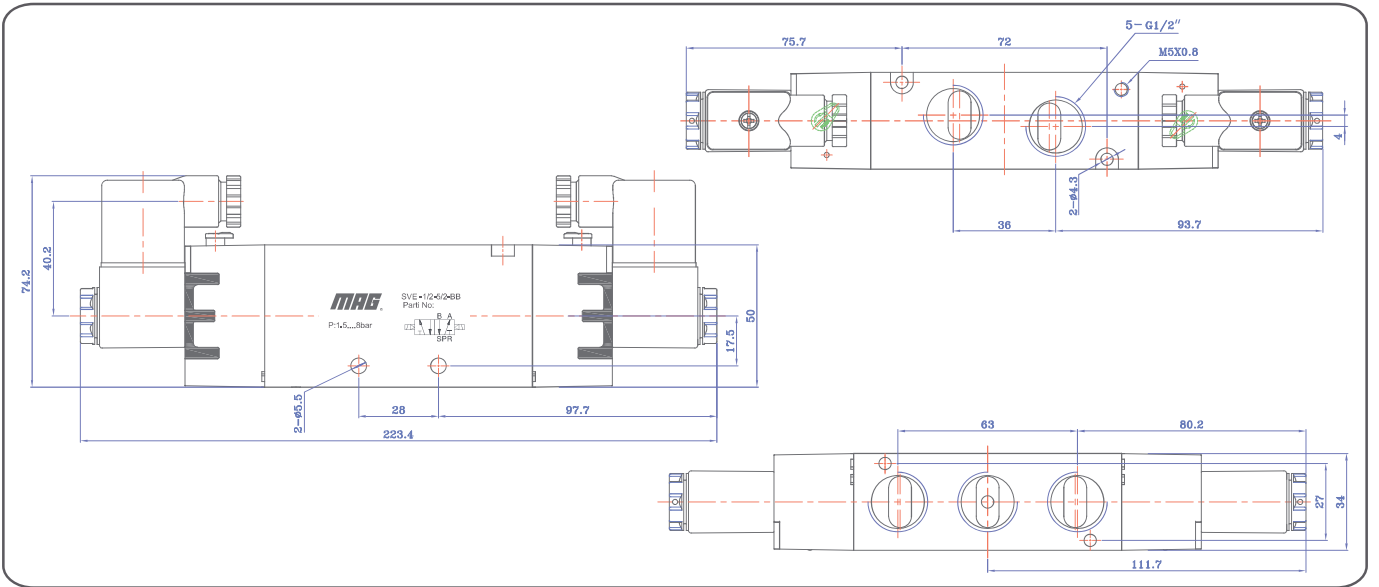 5-G1/2"
75.7
72
M5X0.8
4
2-ø4.3
36
93.7
74.2
40.2
MAG.
SVE -1/2-5/2-BB
Parti No:
P:1.5....8bar
B A
SPR
50
17.5
2-ø5.5
28
97.7
223.4
63
80.2
27
34
111.7